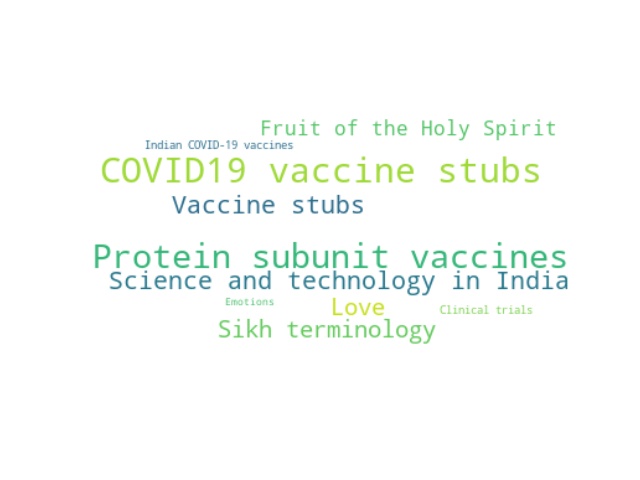 Fruit of the Holy Spirit
Indian COVID-19 vaccines
COVID19 vaccine stubs
Vaccine stubs
Protein subunit vaccines
Science and technology in India
Emotions
Love
Clinical trials
Sikh terminology